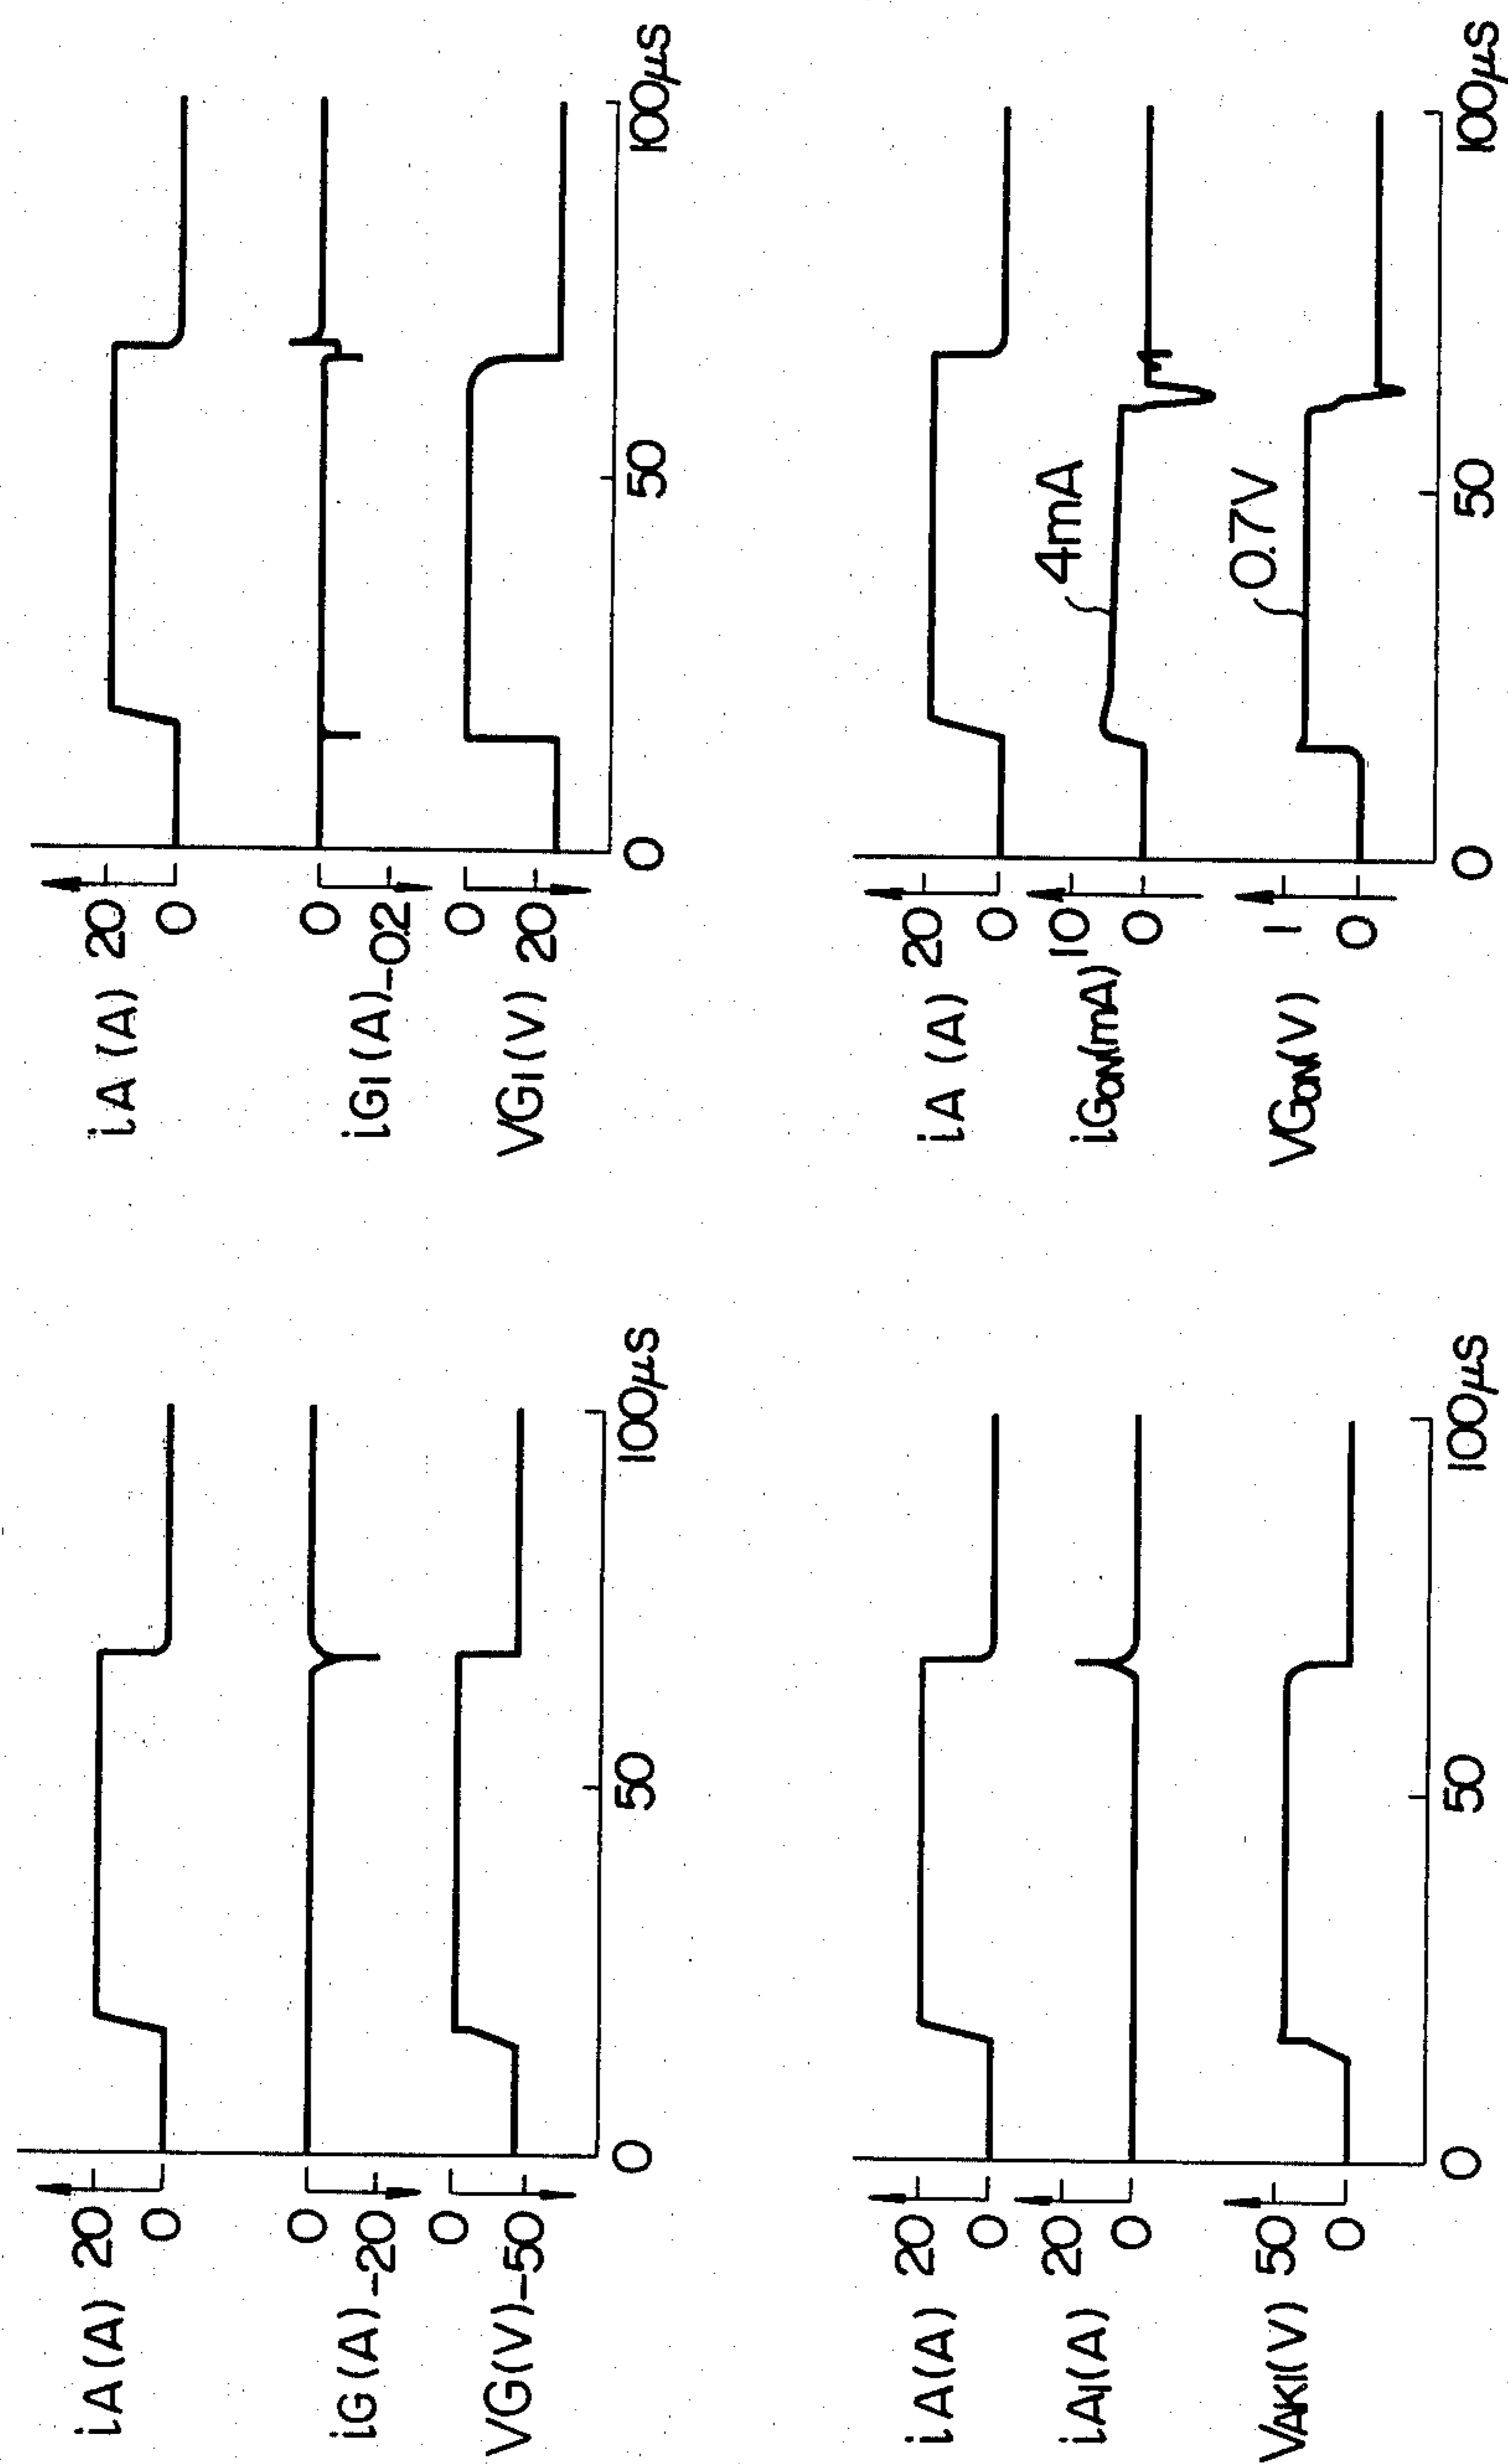 iA (A) 20
0
0
iG (A) -20
0
VG (V) -50
0 50 100μS
iA (A) 20
0
0
iG1 (A) -0.2
0
VG1 (V) 20
0 50 100μS
iA (A) 20
0
iA1 (A) 20
0
VAK1 (V) 50
0
0 50 100μS
iA (A) 20
0
4mA
iGON (mA) 10
0
0.7V
VGON (V) 1
0
0 50 100μS